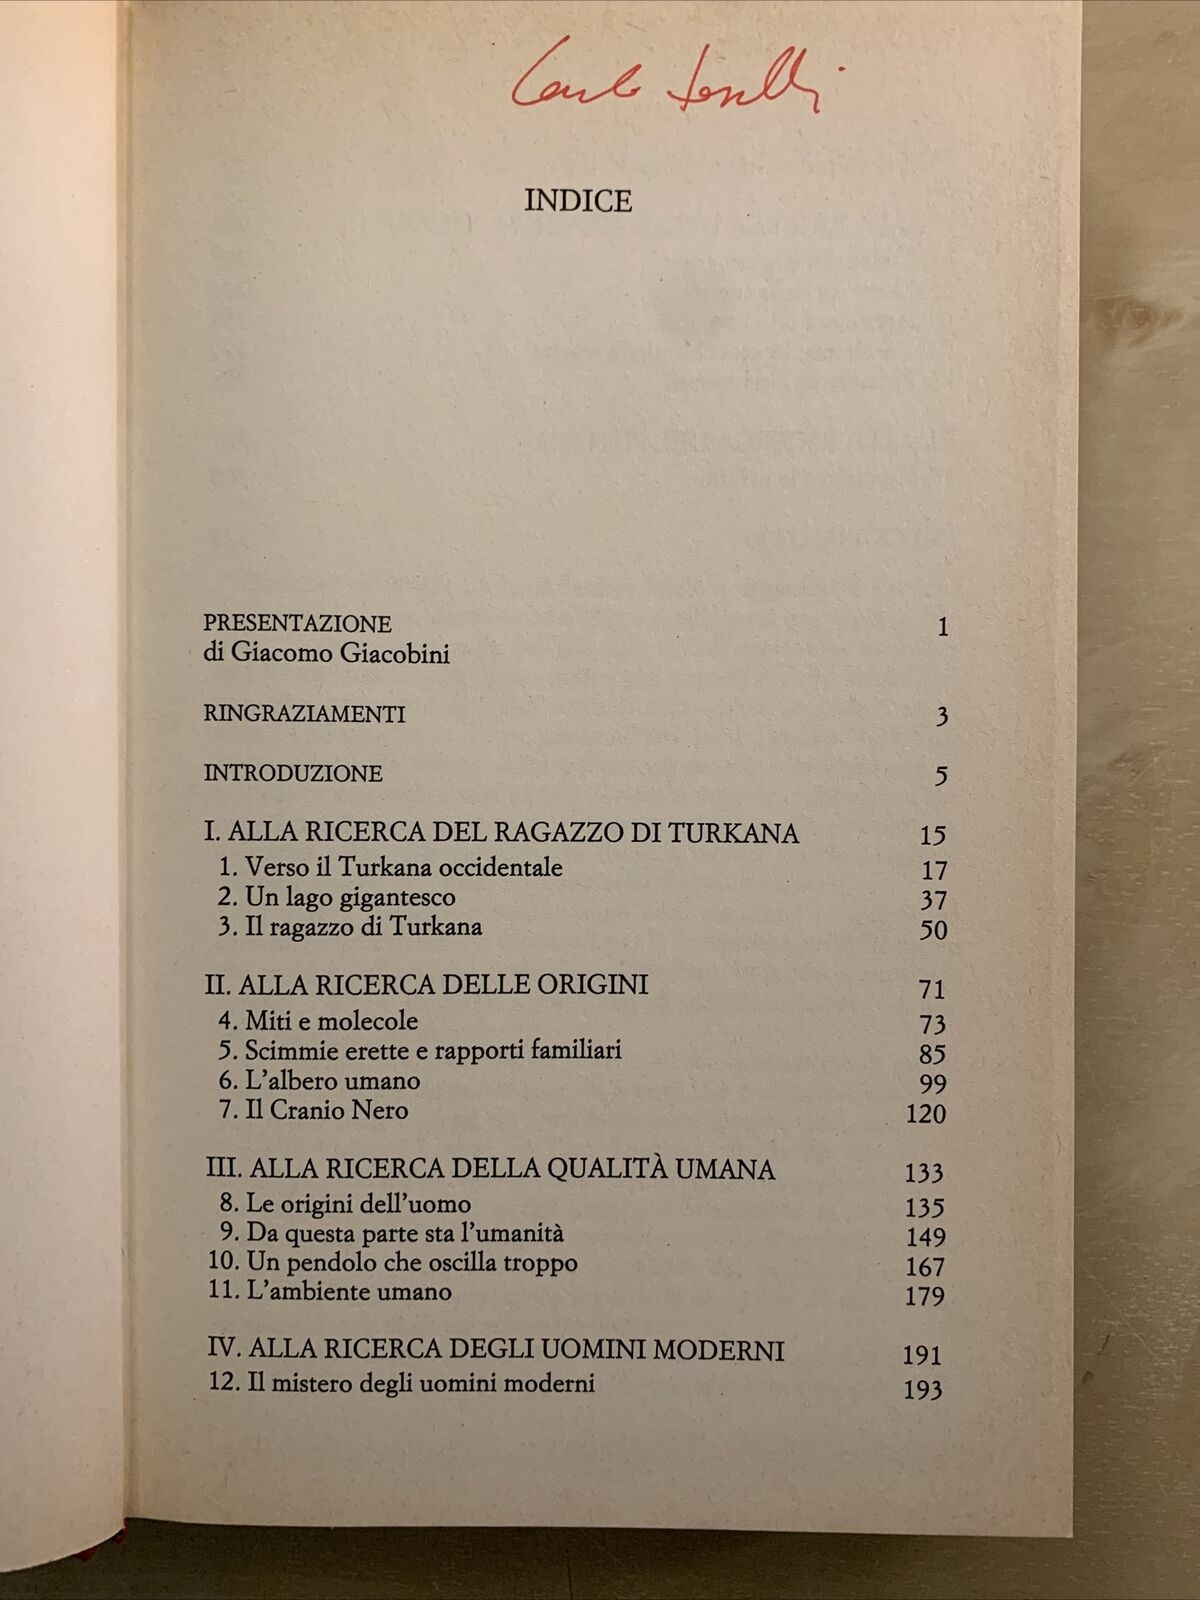 Carlo
INDICE
PRESENTAZIONE 1
di Giacomo Giacobini
RINGRAZIAMENTI 3
INTRODUZIONE 5
I. ALLA RICERCA DEL RAGAZZO DI TURKANA 15
1. Verso il Turkana occidentale 17
2. Un lago gigantesco 37
3. Il ragazzo di Turkana 50
II. ALLA RICERCA DELLE ORIGINI 71
4. Miti e molecole 73
5. Scimmie erette e rapporti familiari 85
6. L'albero umano 99
7. Il Cranio Nero 120
III. ALLA RICERCA DELLA QUALITÀ UMANA 133
8. Le origini dell'uomo 135
9. Da questa parte sta l'umanità 149
10. Un pendolo che oscilla troppo 167
11. L'ambiente umano 179
IV. ALLA RICERCA DEGLI UOMINI MODERNI 191
12. Il mistero degli uomini moderni 193